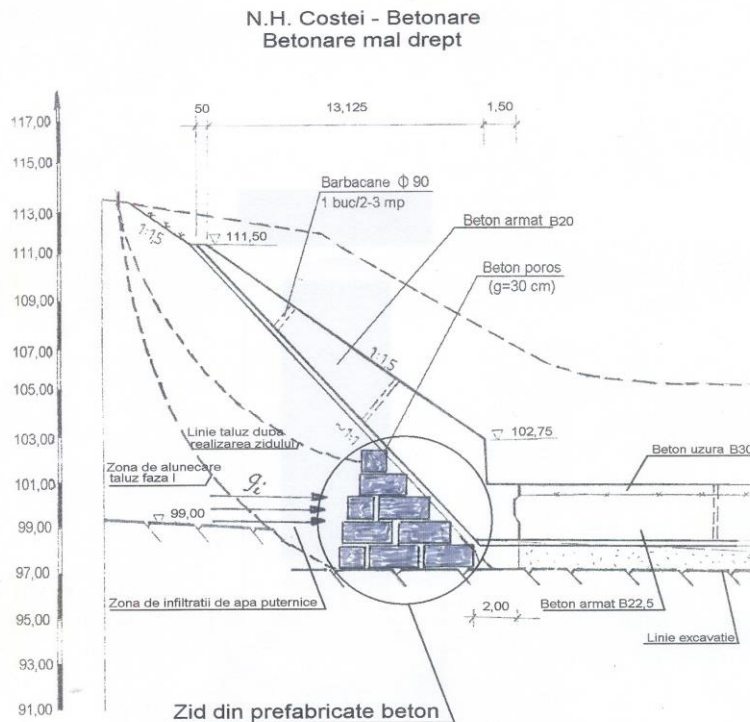 N.H. Costei - Betonare
Betonare mal drept
50
13,125
1,50
117,00
115,00
113,00
111,00
109,00
107,00
105,00
103,00
101,00
99,00
97,00
95,00
93,00
91,00
Barbacane Φ 90
1 buc/2-3 mp
1:1,5
111,50
Beton armat B20
Beton poros
(g=30 cm)
1:1,5
~1:1
102,75
Linie taluz duba
realizarea zidului
Beton uzura B30
Zona de alunecare
taluz faza I
gi
99,00
Zona de infiltratii de apa puternice
2,00
Beton armat B22,5
Linie excavatie
Zid din prefabricate beton